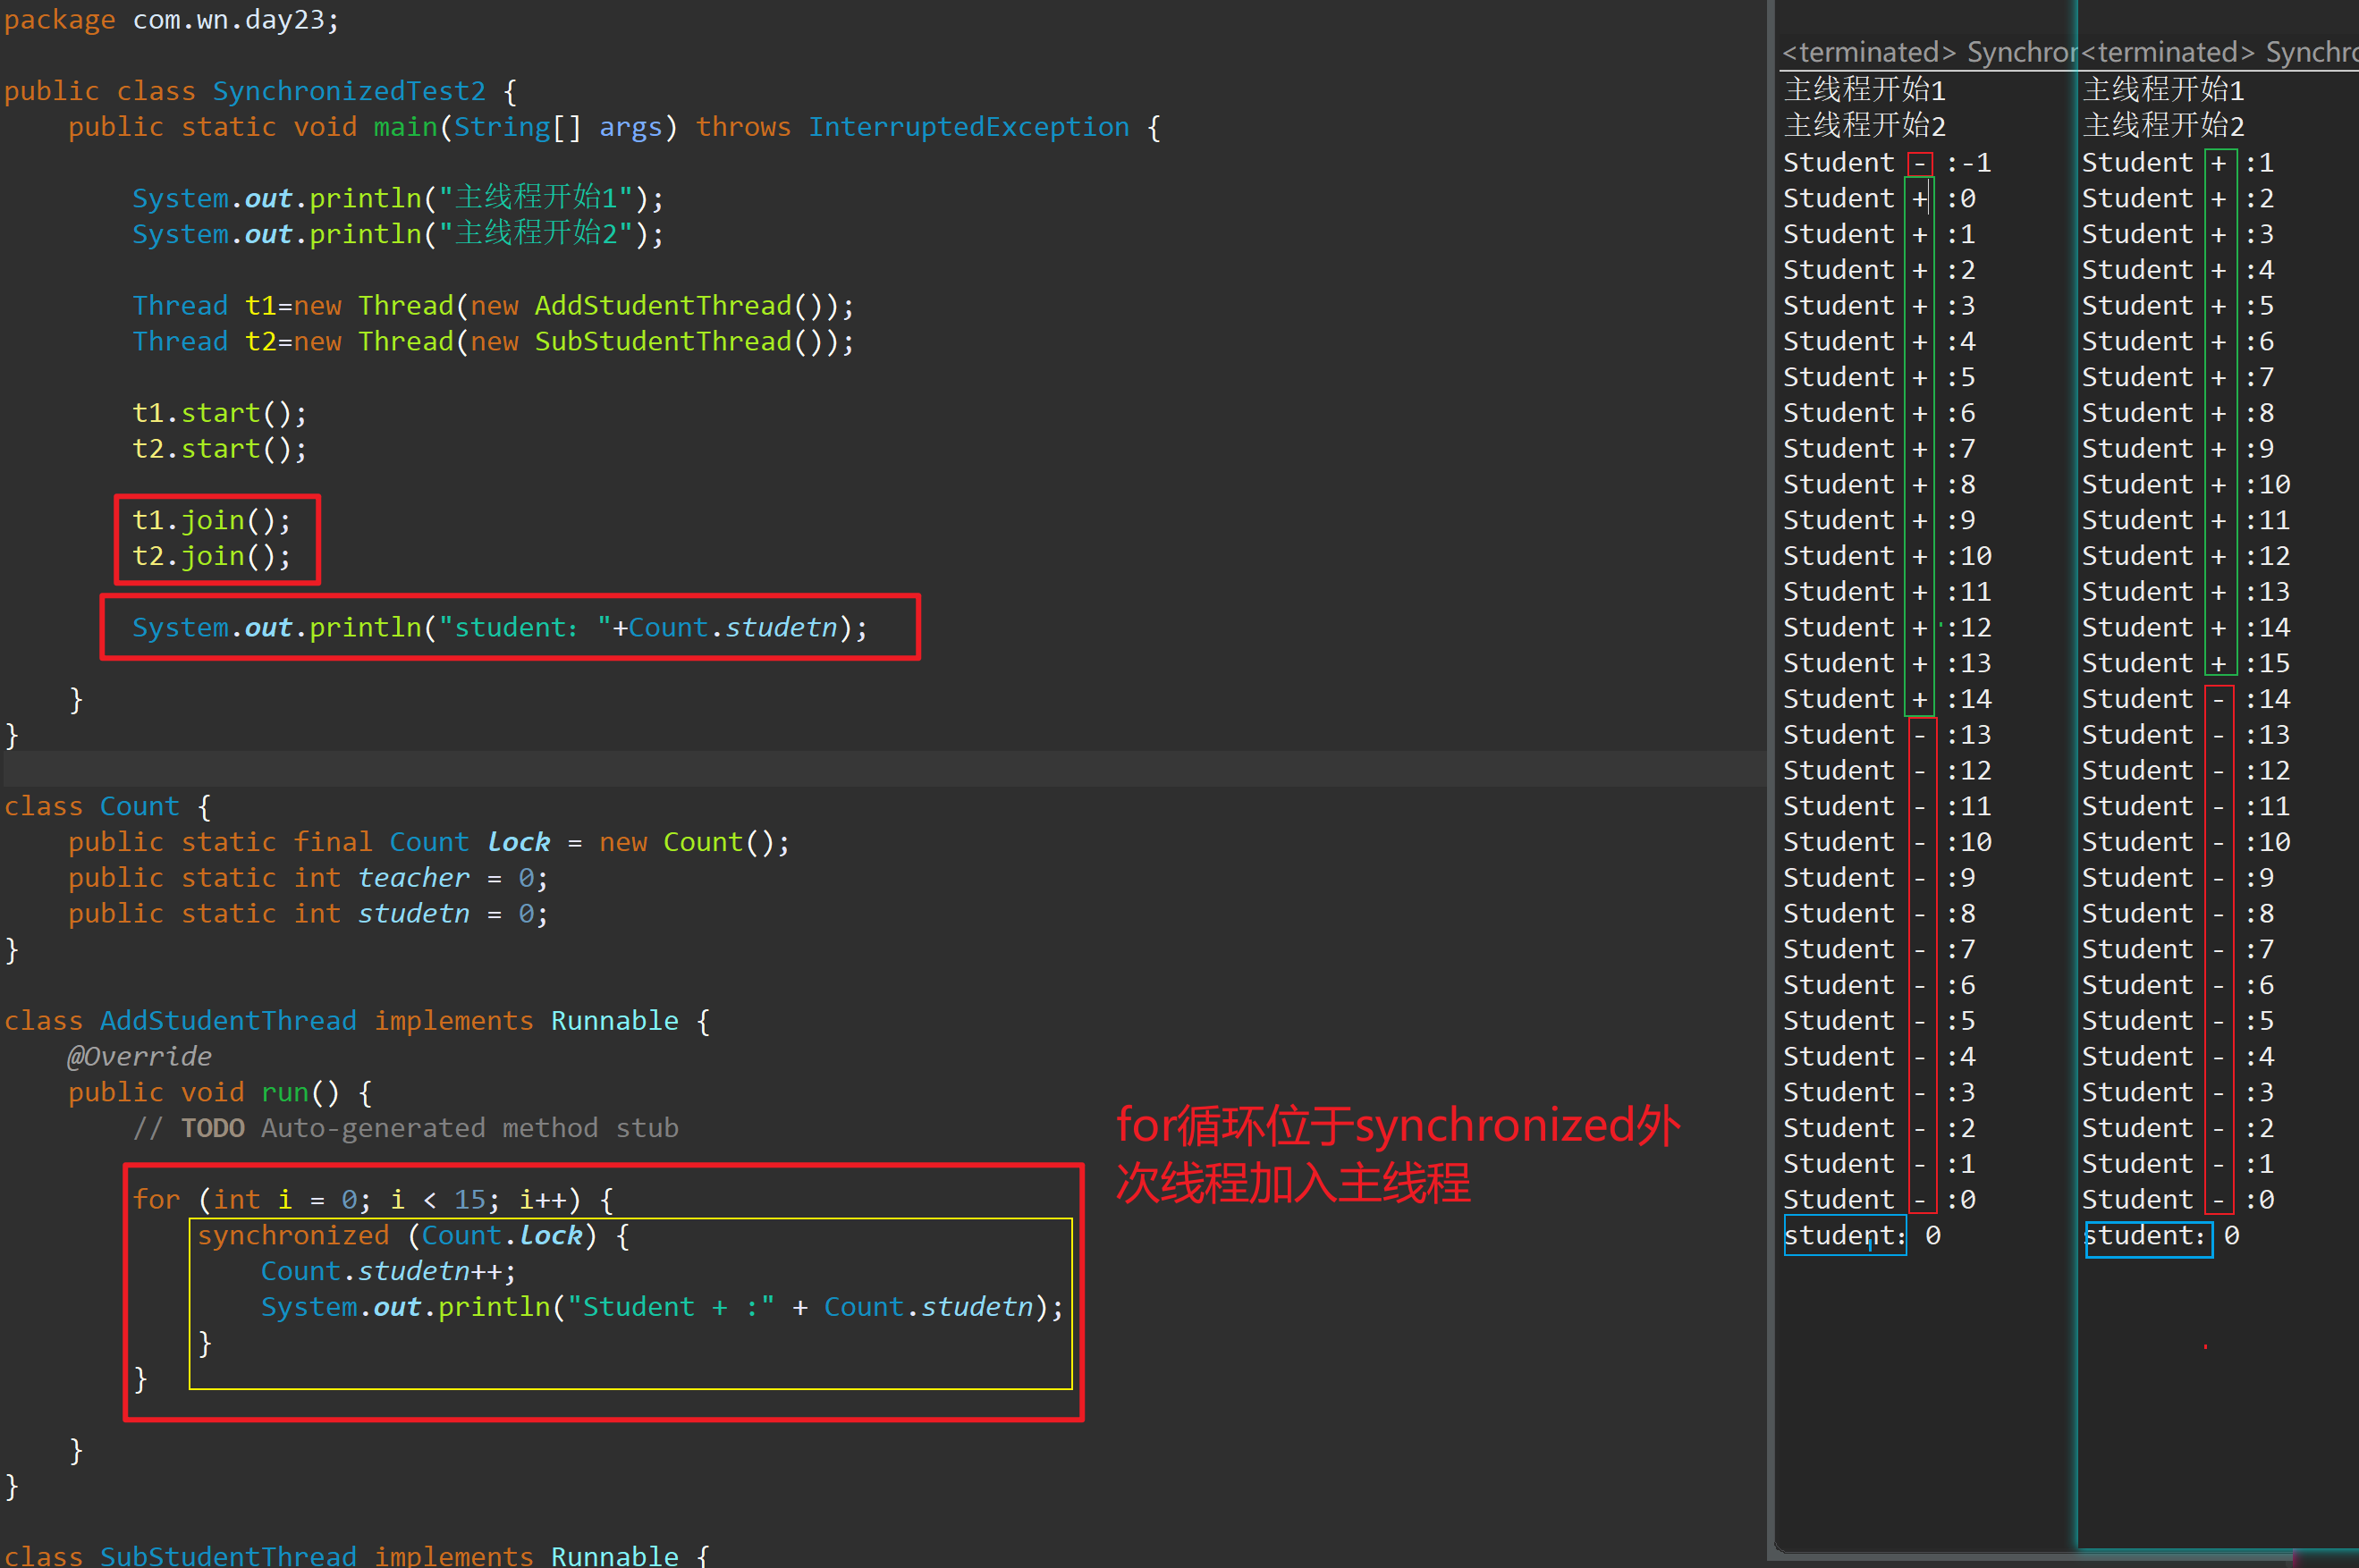 package com.wn.day23;
public class SynchronizedTest2 {
public static void main(String[] args) throws InterruptedException {
System.out.println("主线程开始1");
System.out.println("主线程开始2");
Thread t1=new Thread(new AddStudentThread());
Thread t2=new Thread(new SubStudentThread());
t1.start();
t2.start();
t1.join();
t2.join();
System.out.println("student："+Count.studetn);
}
}
class Count {
public static final Count lock = new Count();
public static int teacher = 0;
public static int studetn = 0;
}
class AddStudentThread implements Runnable {
@Override
public void run() {
// TODO Auto-generated method stub
for (int i = 0; i < 15; i++) {
synchronized (Count.lock) {
Count.studetn++;
System.out.println("Student + :" + Count.studetn);
}
}
}
}
class SubStudentThread implements Runnable {
for循环位于synchronized外
次线程加入主线程
<terminated> Synchron
主线程开始1
主线程开始2
Student - :-1
Student + :0
Student + :1
Student + :2
Student + :3
Student + :4
Student + :5
Student + :6
Student + :7
Student + :8
Student + :9
Student + :10
Student + :11
Student + :12
Student + :13
Student + :14
Student - :13
Student - :12
Student - :11
Student - :10
Student - :9
Student - :8
Student - :7
Student - :6
Student - :5
Student - :4
Student - :3
Student - :2
Student - :1
Student - :0
student：0
<terminated> Synchro
主线程开始1
主线程开始2
Student + :1
Student + :2
Student + :3
Student + :4
Student + :5
Student + :6
Student + :7
Student + :8
Student + :9
Student + :10
Student + :11
Student + :12
Student + :13
Student + :14
Student + :15
Student - :14
Student - :13
Student - :12
Student - :11
Student - :10
Student - :9
Student - :8
Student - :7
Student - :6
Student - :5
Student - :4
Student - :3
Student - :2
Student - :1
Student - :0
student：0